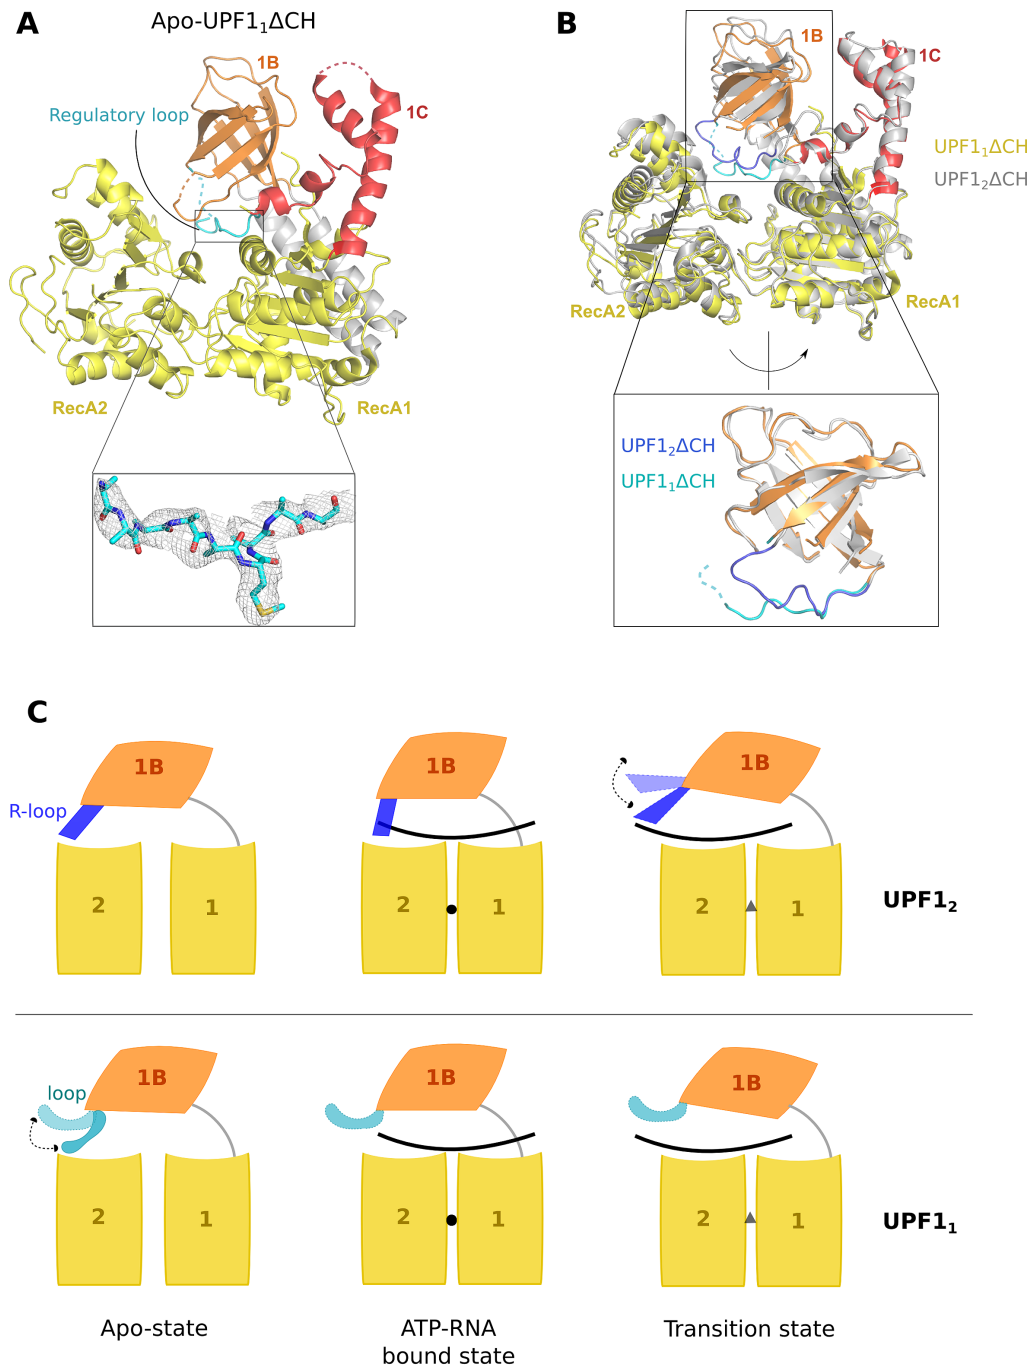 A
Apo-UPF1₁ΔCH
1B
1C
Regulatory loop
RecA2
RecA1
B
1B
1C
UPF1₁ΔCH
UPF1₂ΔCH
RecA2
RecA1
UPF1₂ΔCH
UPF1₁ΔCH
C
1B
R-loop
2
1
1B
2
1
1B
2
1
UPF1₂
loop
1B
2
1
1B
2
1
1B
2
1
UPF1₁
Apo-state
ATP-RNA
bound state
Transition state